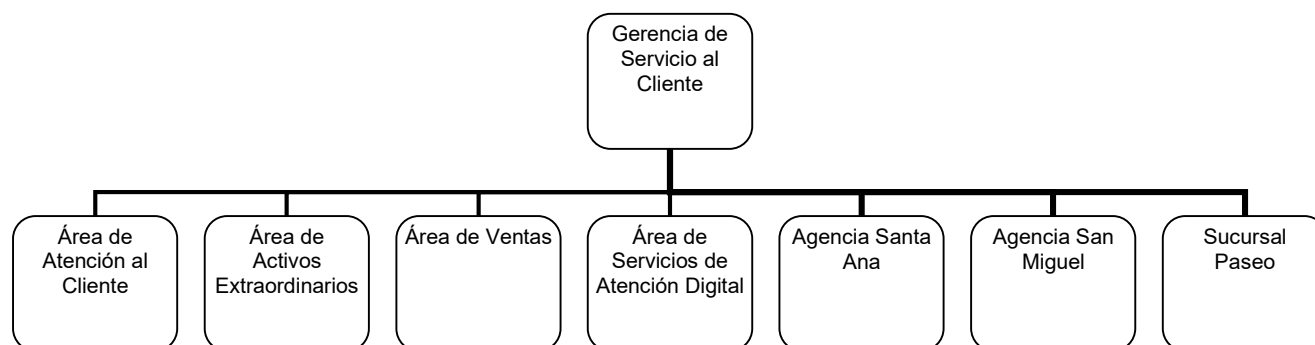 Gerencia de
Servicio al
Cliente
Área de
Atención al
Cliente
Área de
Activos
Extraordinarios
Área de Ventas
Área de
Servicios de
Atención Digital
Agencia Santa
Ana
Agencia San
Miguel
Sucursal
Paseo